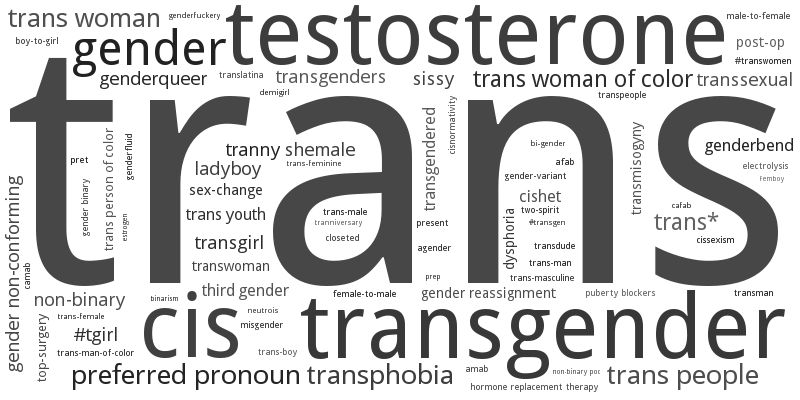 trans woman
genderfuckery
testosterone
male-to-female
boy-to-girl
gender
post-op
#transwomen
genderqueer
translatina
transgenders
sissy
trans woman of color
transsexual
demigirl
transpeople
trans
pret
gender binary
trans person of color
genderfluid
estrogen
tranny
shemale
trans-feminine
ladyboy
sex-change
trans youth
trans-male
tranniversary
closeted
transgirl
transwoman
third gender
transgendered
cisnormativity
present
agender
prep
bi-gender
afab
gender-variant
cishet
two-spirit
#transgen
dysphoria
transdude
trans-man
trans-masculine
transmisogyny
genderbend
electrolysis
Femboy
cafab
trans*
cissexism
gender non-conforming
camab
non-binary
trans-female
#tgirl
top-surgery
trans-man-of-color
binarism
cis
neutrois
misgender
trans-boy
female-to-male
gender reassignment
puberty blockers
transman
transgender
preferred pronoun
transphobia
amab
hormone replacement therapy
non-binary poc
trans people